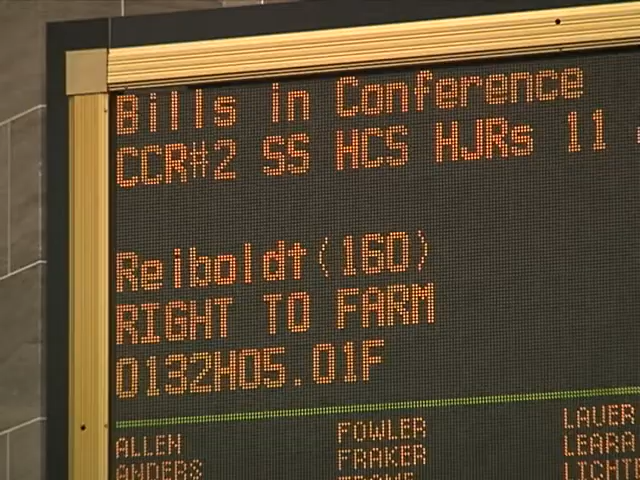 Bills in Conference
CCR#2 SS HCS HJRs 11
Reiboldt(160)
RIGHT TO FARM
0132H05.01F
ALLEN FOWLER LAUER
ANDERS FRAKER LEARA